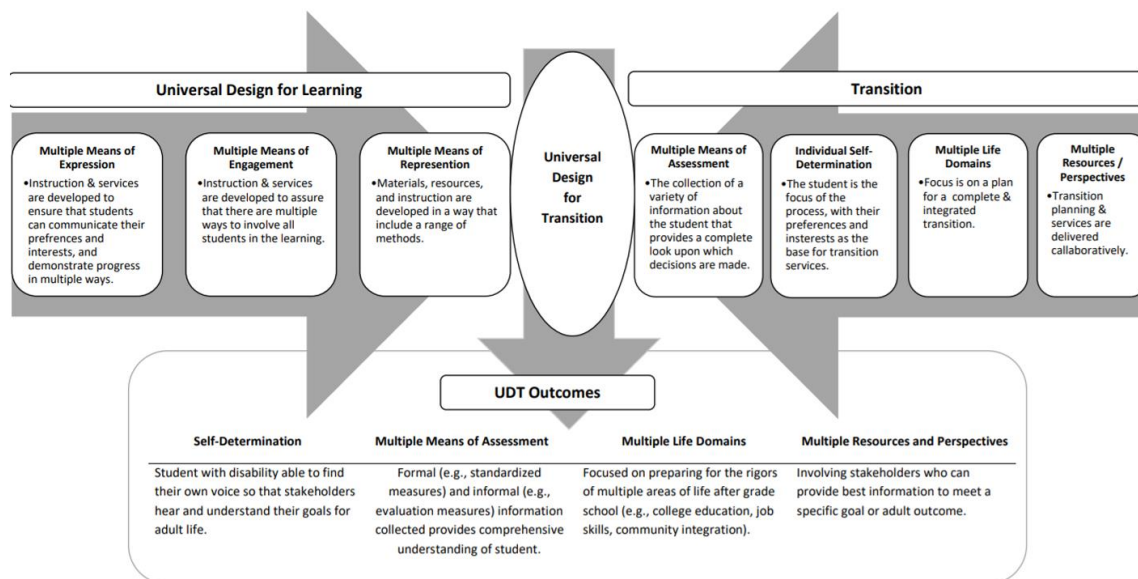 Universal Design for Learning
Multiple Means of
Expression
•Instruction & services
are developed to
ensure that students
can communicate their
prefrences and
interests, and
demonstrate progress
in multiple ways.
Multiple Means of
Engagement
•Instruction & services
are developed to assure
that there are multiple
ways to involve all
students in the learning.
Multiple Means of
Represention
•Materials, resources,
and instruction are
developed in a way that
include a range of
methods.
Universal
Design
for
Transition
Transition
Multiple Means of
Assessment
•The collection of a
variety of
information about
the student that
provides a complete
look upon which
decisions are made.
Individual Self-
Determination
•The student is the
focus of the
process, with their
preferences and
insterests as the
base for transition
services.
Multiple Life
Domains
•Focus is on a plan
for a  complete &
integrated
transition.
Multiple
Resources /
Perspectives
•Transition
planning &
services are
delivered
callaboratively.
UDT Outcomes
Self-Determination
Student with disability able to find
their own voice so that stakeholders
hear and understand their goals for
adult life.
Multiple Means of Assessment
Formal (e.g., standardized
measures) and informal (e.g.,
evaluation measures) information
collected provides comprehensive
understanding of student.
Multiple Life Domains
Focused on preparing for the rigors
of multiple areas of life after grade
school (e.g., college education, job
skills, community integration).
Multiple Resources and Perspectives
Involving stakeholders who can
provide best information to meet a
specific goal or adult outcome.